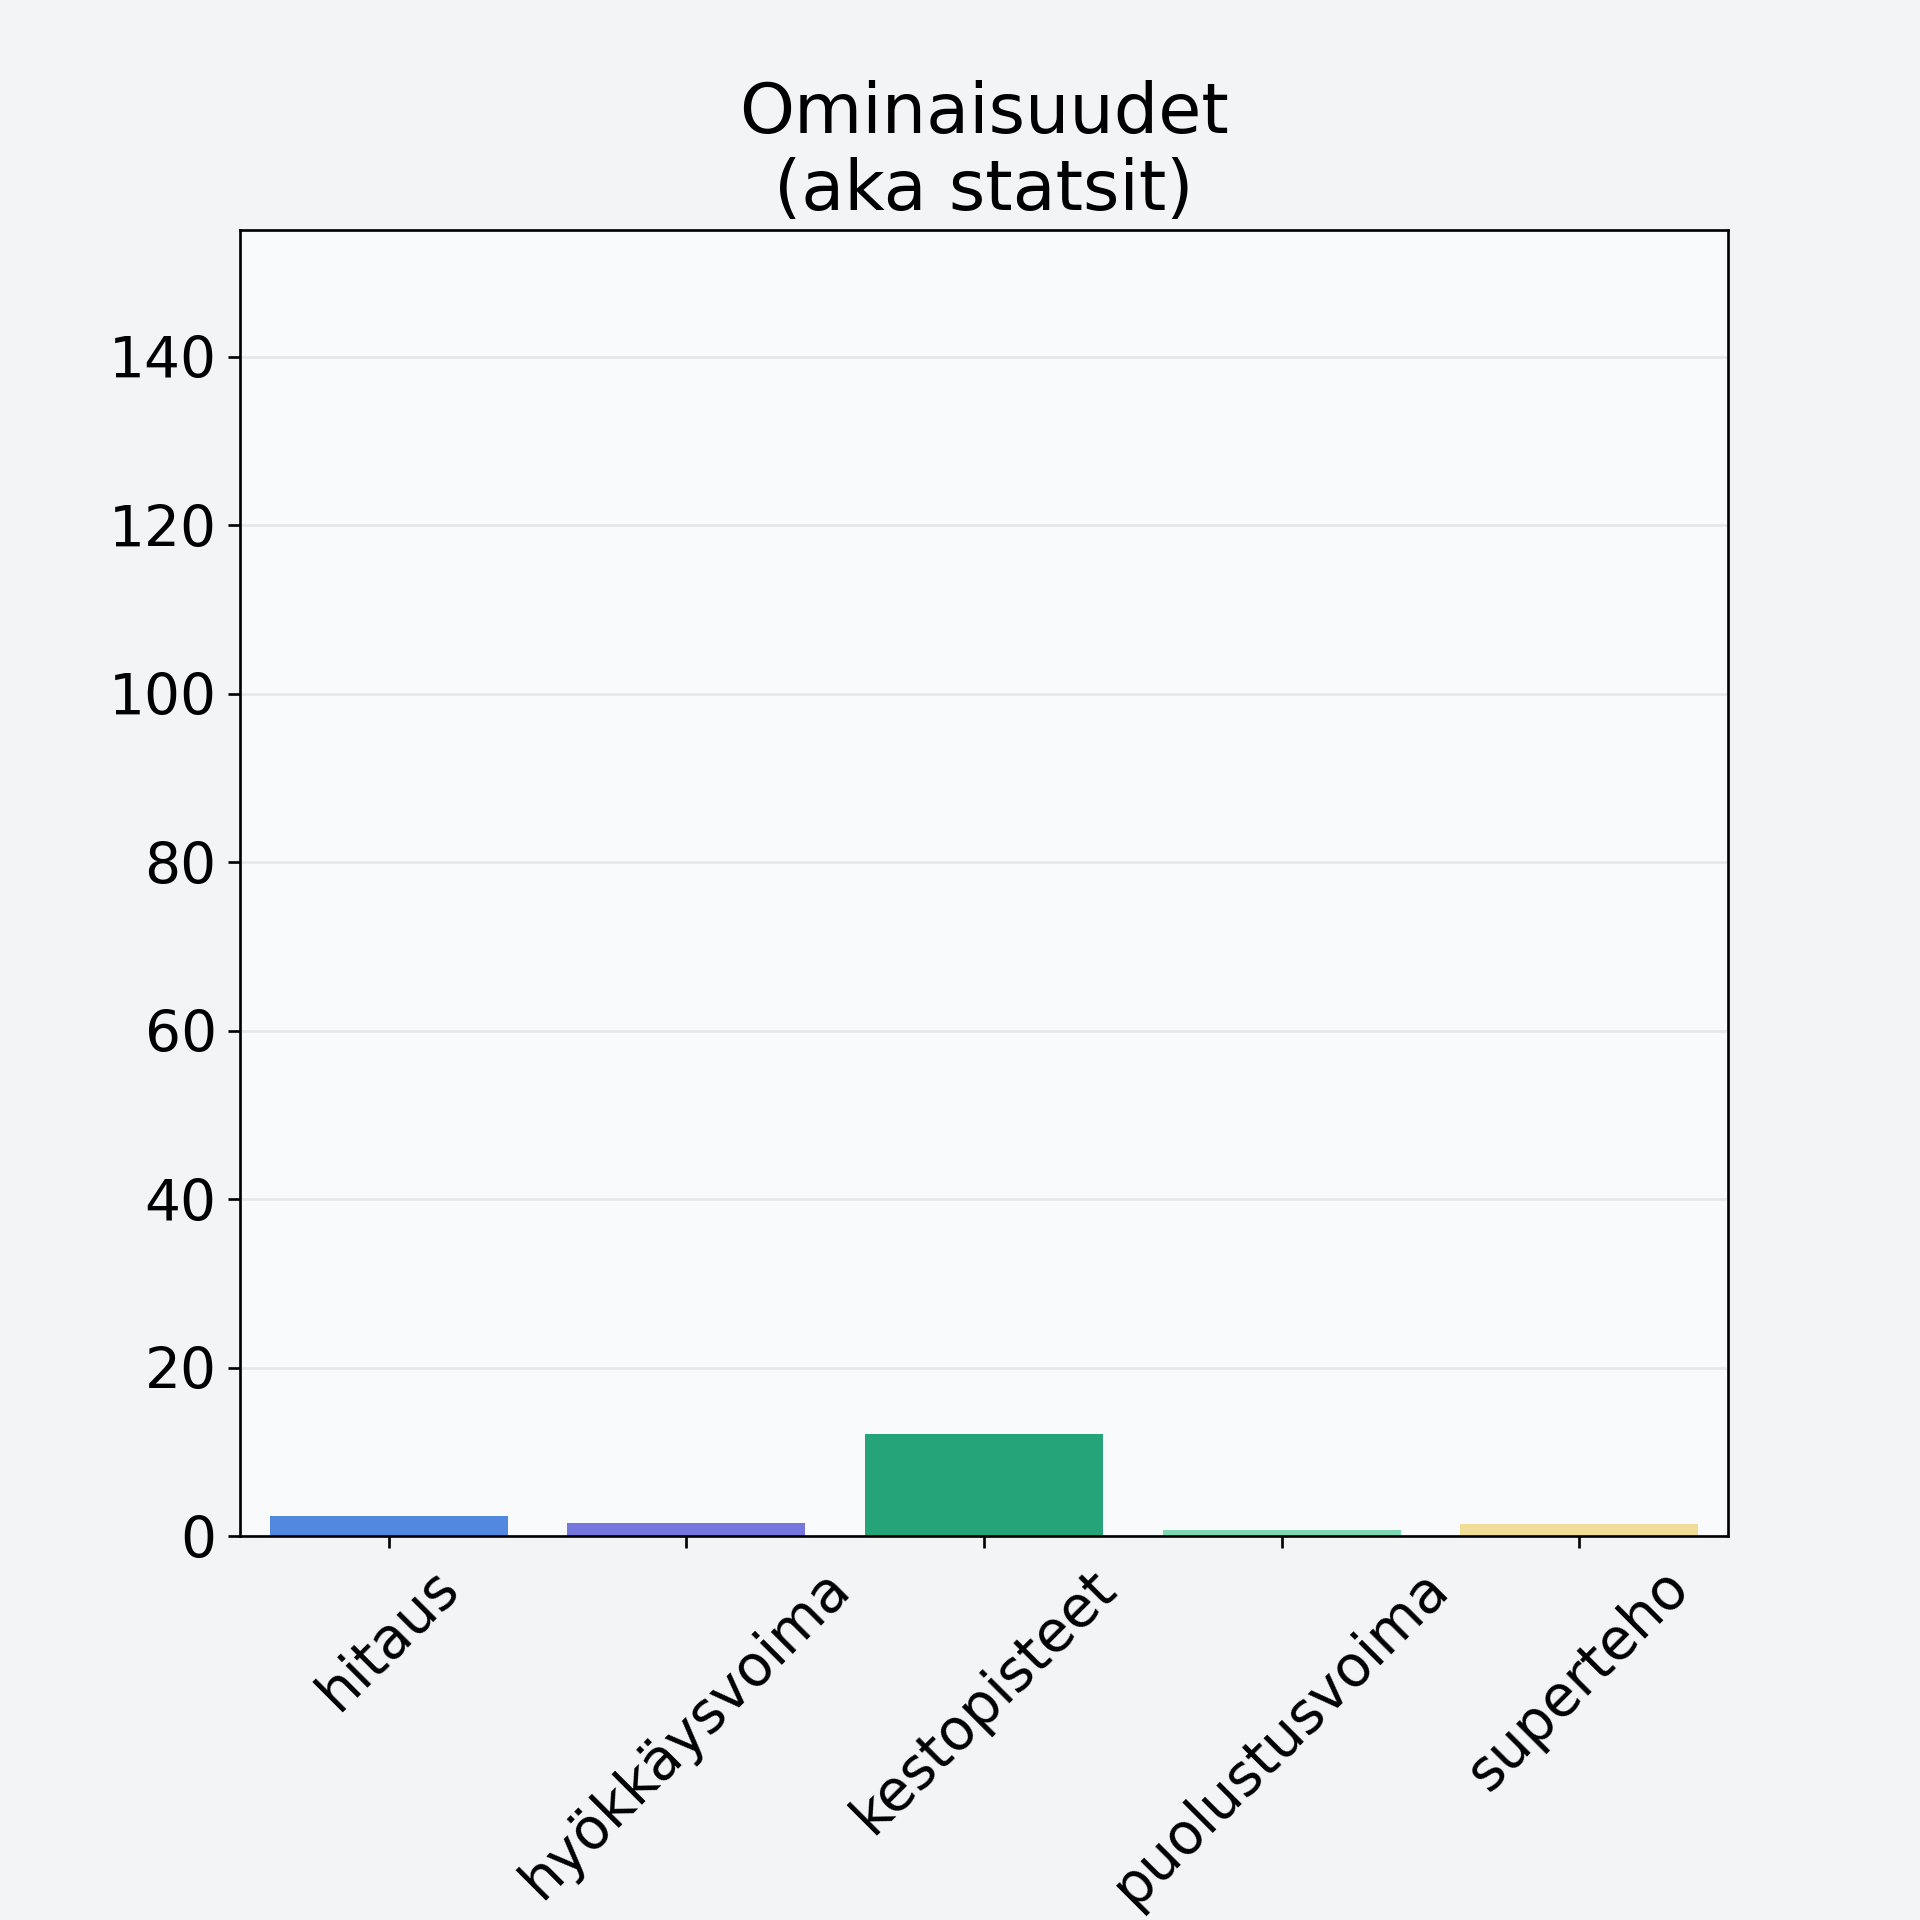 Ominaisuudet
(aka statsit)
140
120
100
80
60
40
20
0
hitaus
hyökkäysvoima
kestopisteet
puolustusvoima
superteho